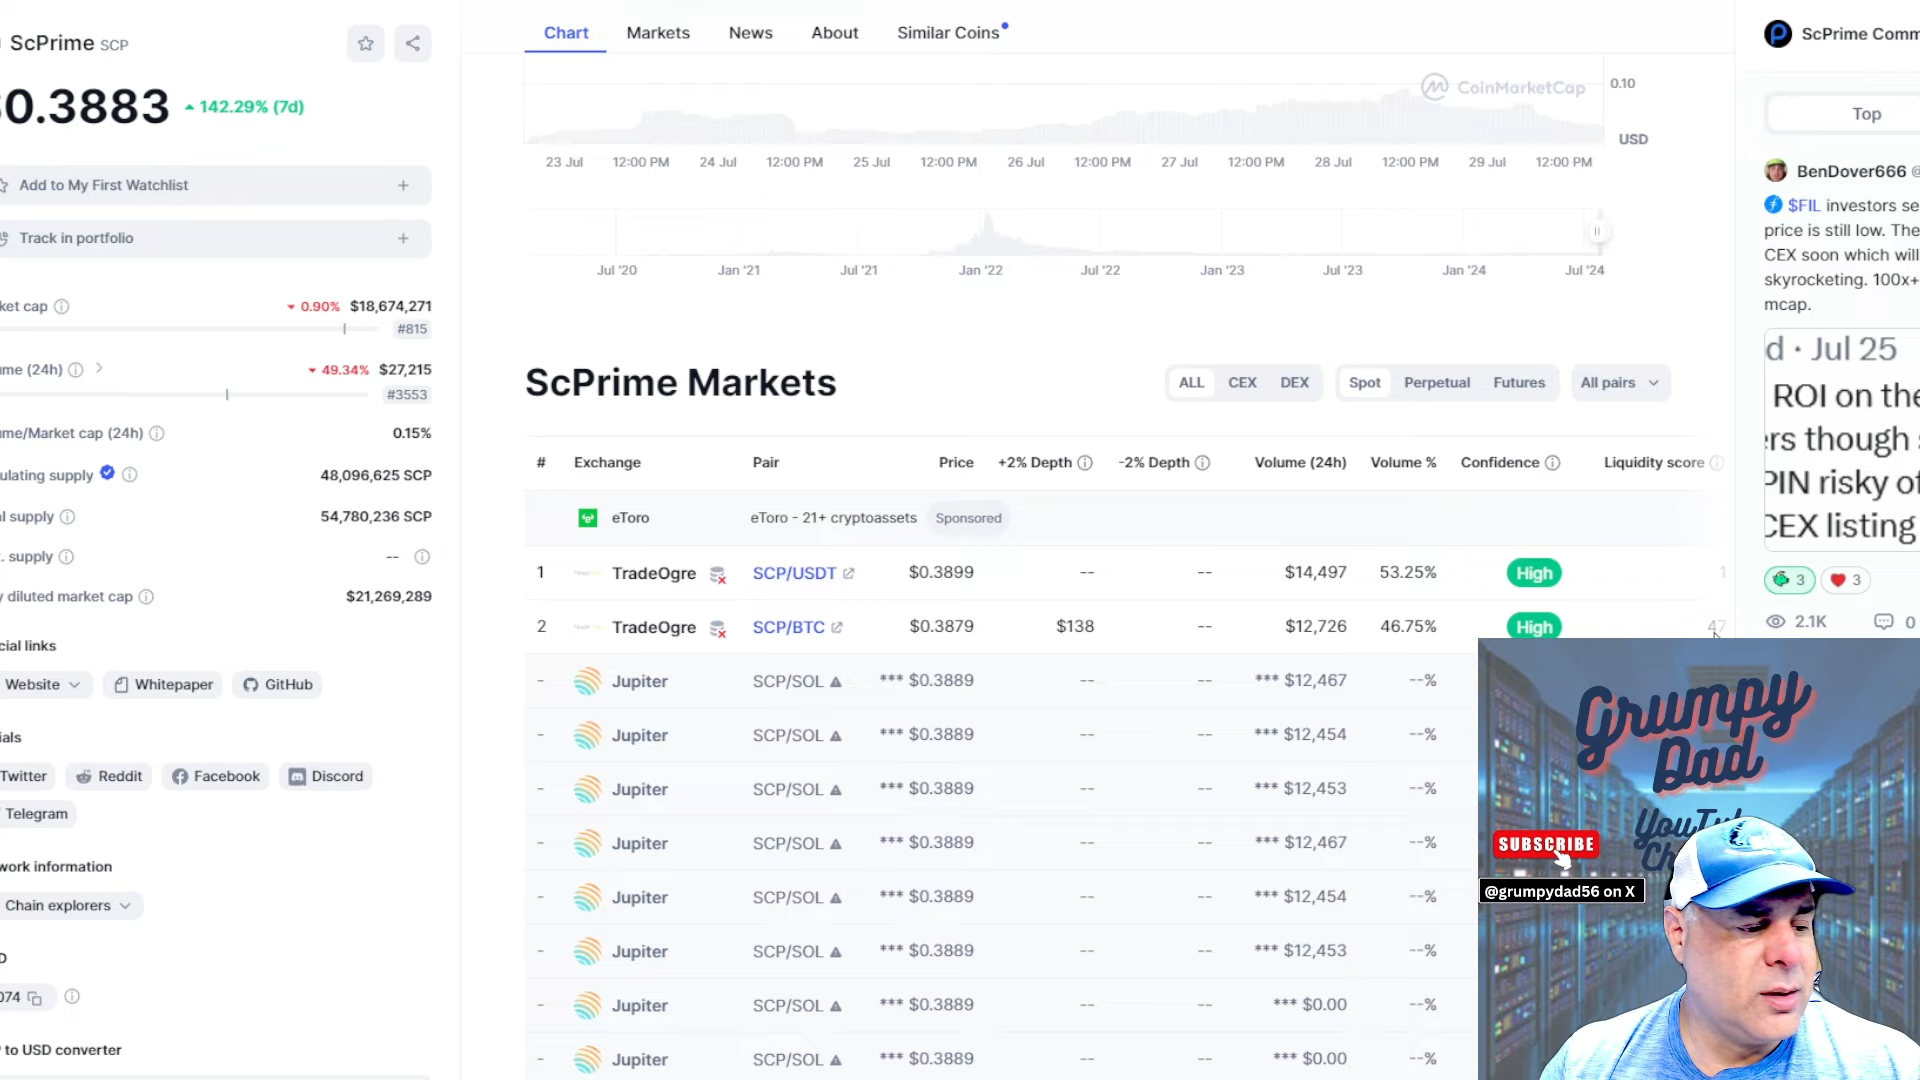 ScPrime SCP
0.3883 142.29% (7d)
Add to My First Watchlist
Track in portfolio
ket cap 0.90% $18,674,271
#815
me (24h) 49.34% $27,215
#3553
me/Market cap (24h) 0.15%
ulating supply 48,096,625 SCP
l supply 54,780,236 SCP
. supply --
y diluted market cap $21,269,289
cial links
Website Whitepaper GitHub
ials
Twitter Reddit Facebook Discord
Telegram
work information
Chain explorers
D
074
to USD converter
Chart Markets News About Similar Coins
CoinMarketCap
0.10
USD
23 Jul 12:00 PM 24 Jul 12:00 PM 25 Jul 12:00 PM 26 Jul 12:00 PM 27 Jul 12:00 PM 28 Jul 12:00 PM 29 Jul 12:00 PM
Jul '20 Jan '21 Jul '21 Jan '22 Jul '22 Jan '23 Jul '23 Jan '24 Jul '24
ScPrime Markets
ALL CEX DEX Spot Perpetual Futures All pairs
# Exchange Pair Price +2% Depth -2% Depth Volume (24h) Volume % Confidence Liquidity score
eToro eToro - 21+ cryptoassets Sponsored
1 TradeOgre SCP/USDT $0.3899 -- -- $14,497 53.25% High 1
2 TradeOgre SCP/BTC $0.3879 $138 -- $12,726 46.75% High 47
- Jupiter SCP/SOL *** $0.3889 -- -- *** $12,467 --%
- Jupiter SCP/SOL *** $0.3889 -- -- *** $12,454 --%
- Jupiter SCP/SOL *** $0.3889 -- -- *** $12,453 --%
- Jupiter SCP/SOL *** $0.3889 -- -- *** $12,467 --%
- Jupiter SCP/SOL *** $0.3889 -- -- *** $12,454 --%
- Jupiter SCP/SOL *** $0.3889 -- -- *** $12,453 --%
- Jupiter SCP/SOL *** $0.3889 -- -- *** $0.00 --%
- Jupiter SCP/SOL *** $0.3889 -- -- *** $0.00 --%
ScPrime Comm
Top
BenDover666 @
$FIL investors se
price is still low. The
CEX soon which will
skyrocketing. 100x+
mcap.
d · Jul 25
ROI on the
ers though s
PIN risky of
CEX listing
3 3
2.1K 0
Grumpy
Dad
YouTu
Ch
SUBSCRIBE
@grumpydad56 on X